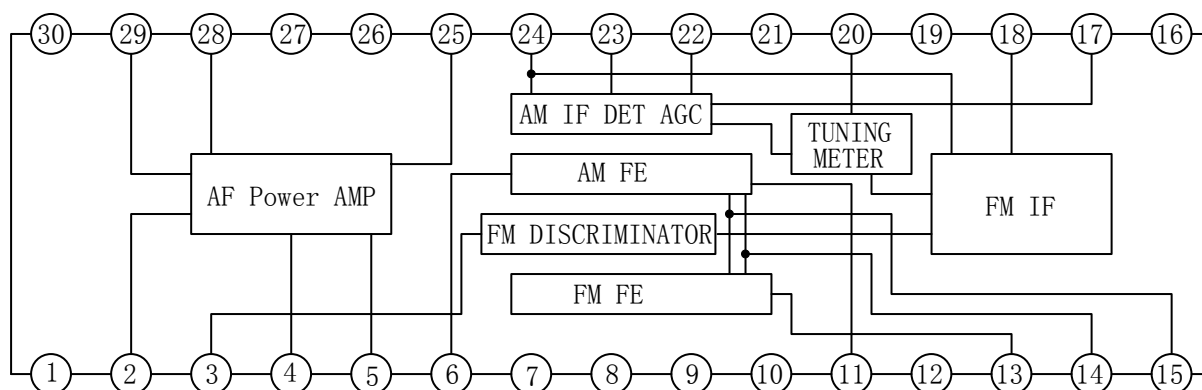 30 29 28 27 26 25 24 23 22 21 20 19 18 17 16
AM IF DET AGC
TUNING
METER
AF Power AMP
AM FE
FM IF
FM DISCRIMINATOR
FM FE
1 2 3 4 5 6 7 8 9 10 11 12 13 14 15